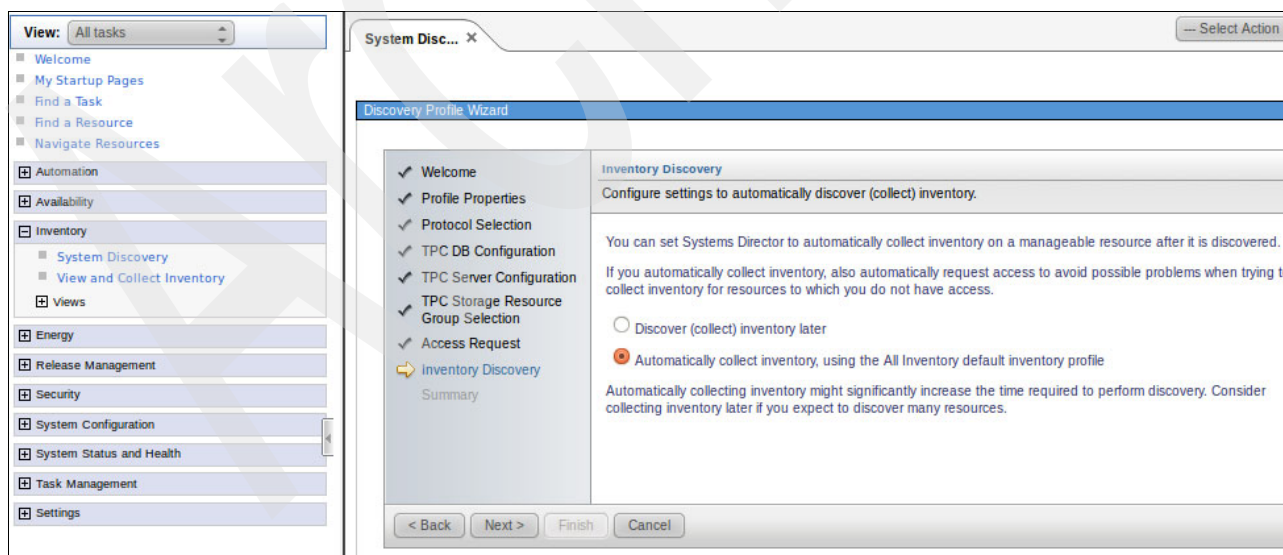 View: All tasks
Welcome
My Startup Pages
Find a Task
Find a Resource
Navigate Resources
Automation
Availability
Inventory
System Discovery
View and Collect Inventory
Views
Energy
Release Management
Security
System Configuration
System Status and Health
Task Management
Settings
System Disc...
--- Select Action
Discovery Profile Wizard
Welcome
Profile Properties
Protocol Selection
TPC DB Configuration
TPC Server Configuration
TPC Storage Resource
Group Selection
Access Request
Inventory Discovery
Summary
Inventory Discovery
Configure settings to automatically discover (collect) inventory.
You can set Systems Director to automatically collect inventory on a manageable resource after it is discovered.
If you automatically collect inventory, also automatically request access to avoid possible problems when trying
collect inventory for resources to which you do not have access.
Discover (collect) inventory later
Automatically collect inventory, using the All Inventory default inventory profile
Automatically collecting inventory might significantly increase the time required to perform discovery. Consider
collecting inventory later if you expect to discover many resources.
< Back Next > Finish Cancel